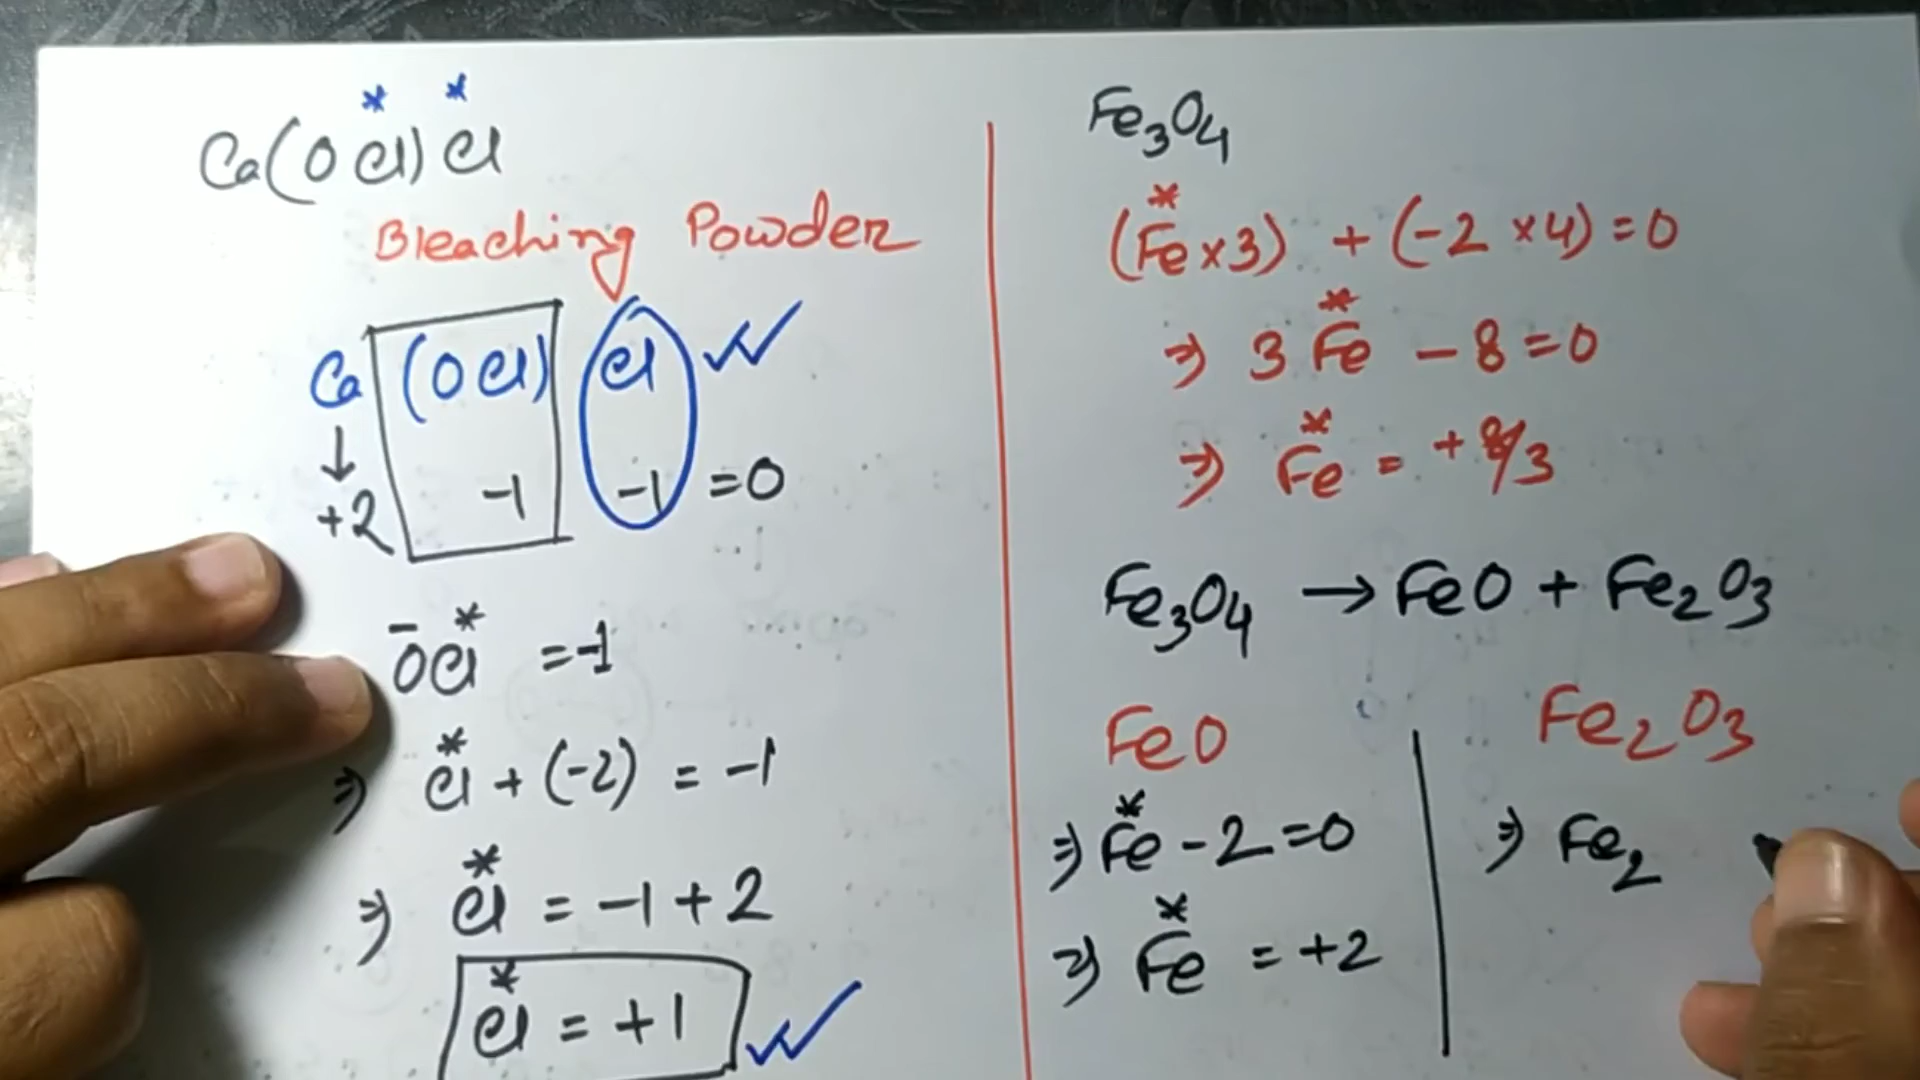 * *
Ca(OCl)Cl
Bleaching Powder
Ca (OCl) Cl
↓
+2 -1 -1 =0
- *
OCl =-1
*
⇒ Cl + (-2) = -1
*
⇒ Cl = -1+2
*
Cl = +1
Fe₃O₄
*
(Fe×3) + (-2 ×4)=0
*
⇒ 3 Fe - 8=0
*
⇒ Fe = +8/3
Fe₃O₄ → FeO + Fe₂O₃
FeO
*
⇒ Fe -2=0
*
⇒ Fe = +2
Fe₂O₃
⇒ Fe₂